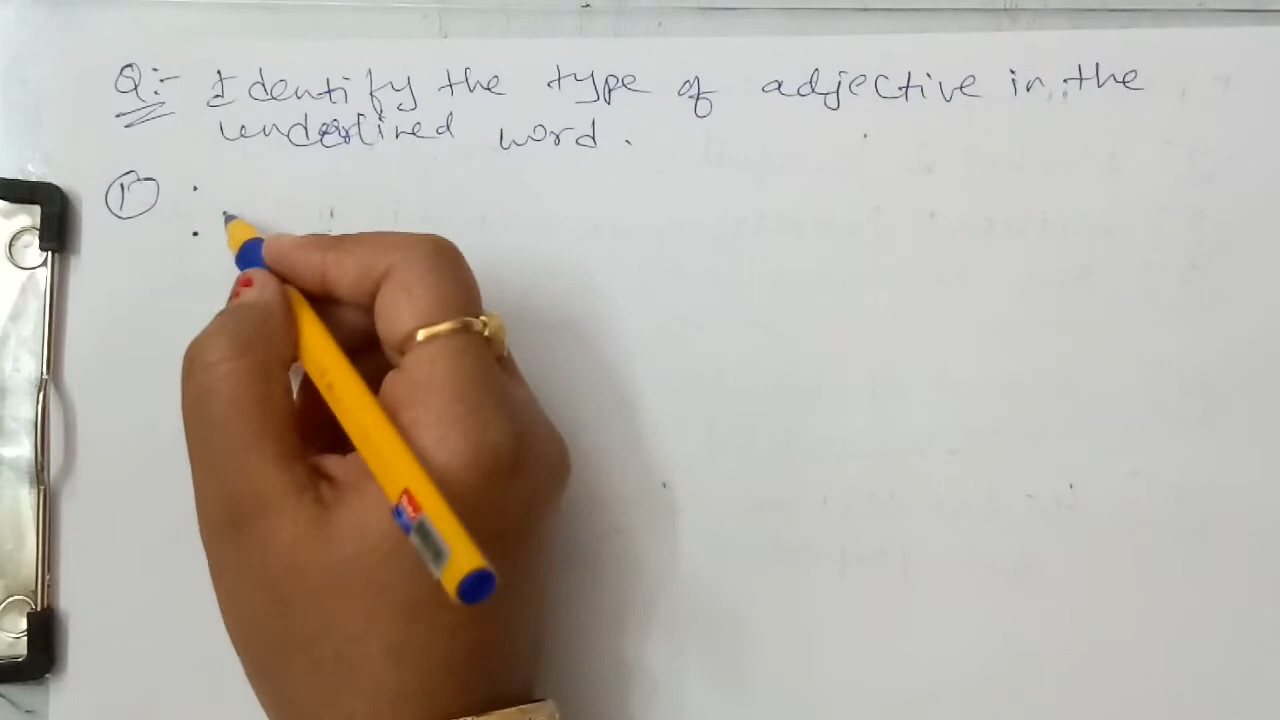 Q:- Identify the type of adjective in the
underlined word.
① :